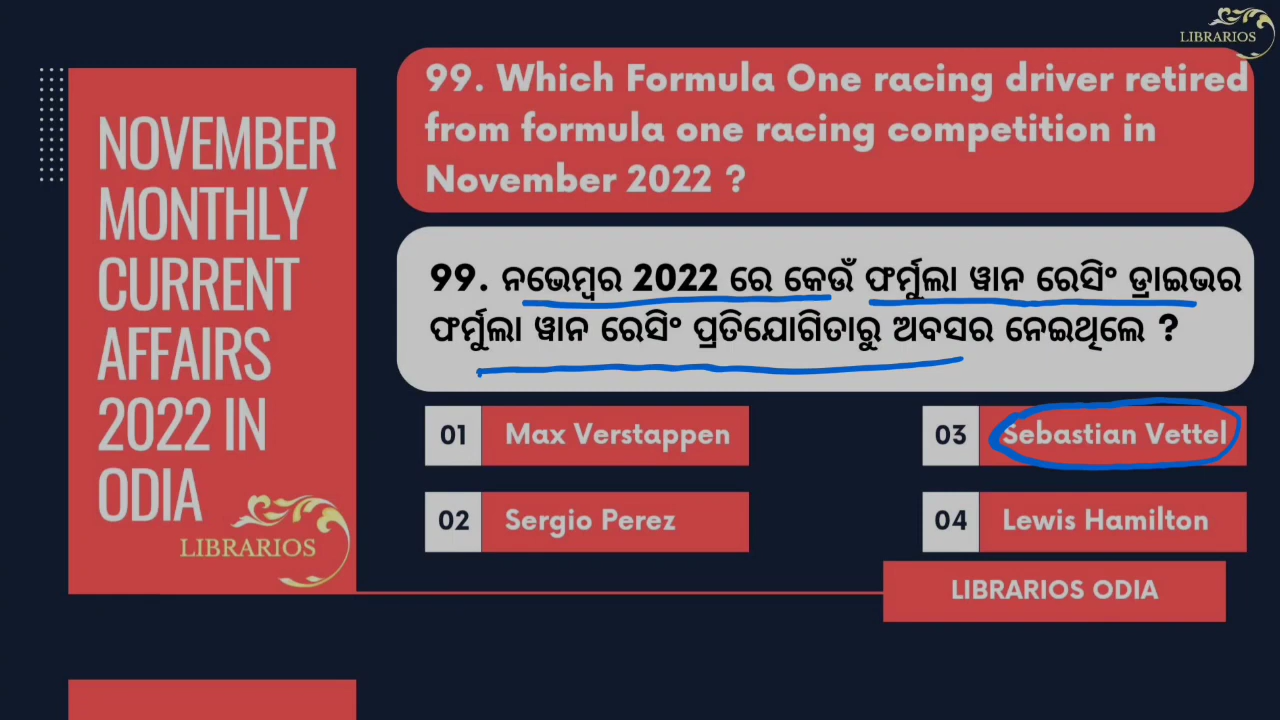 LIBRARIOS
NOVEMBER
MONTHLY
CURRENT
AFFAIRS
2022 IN
ODIA
LIBRARIOS
99. Which Formula One racing driver retired
from formula one racing competition in
November 2022 ?
99. ନଭେମ୍ବର 2022 ରେ କେଉଁ ଫର୍ମୁଲା ୱାନ ରେସିଂ ଡ୍ରାଇଭର
ଫର୍ମୁଲା ୱାନ ରେସିଂ ପ୍ରତିଯୋଗିତାରୁ ଅବସର ନେଇଥିଲେ ?
01 Max Verstappen
02 Sergio Perez
03 Sebastian Vettel
04 Lewis Hamilton
LIBRARIOS ODIA